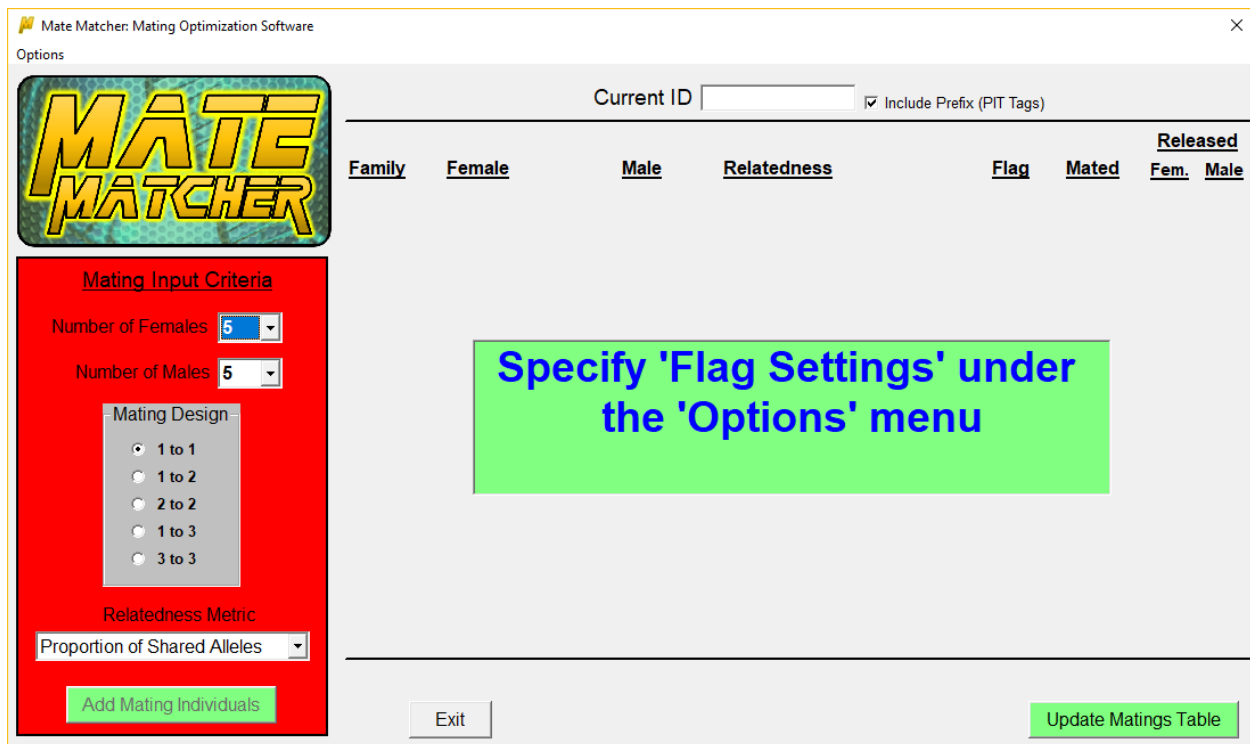 Mate Matcher: Mating Optimization Software
Options
MATE
MATCHER
Current ID
Include Prefix (PIT Tags)
Released
Family Female Male Relatedness Flag Mated Fem. Male
Mating Input Criteria
Number of Females 5
Number of Males 5
Mating Design
1 to 1
1 to 2
2 to 2
1 to 3
3 to 3
Relatedness Metric
Proportion of Shared Alleles
Add Mating Individuals
Specify 'Flag Settings' under
the 'Options' menu
Exit
Update Matings Table